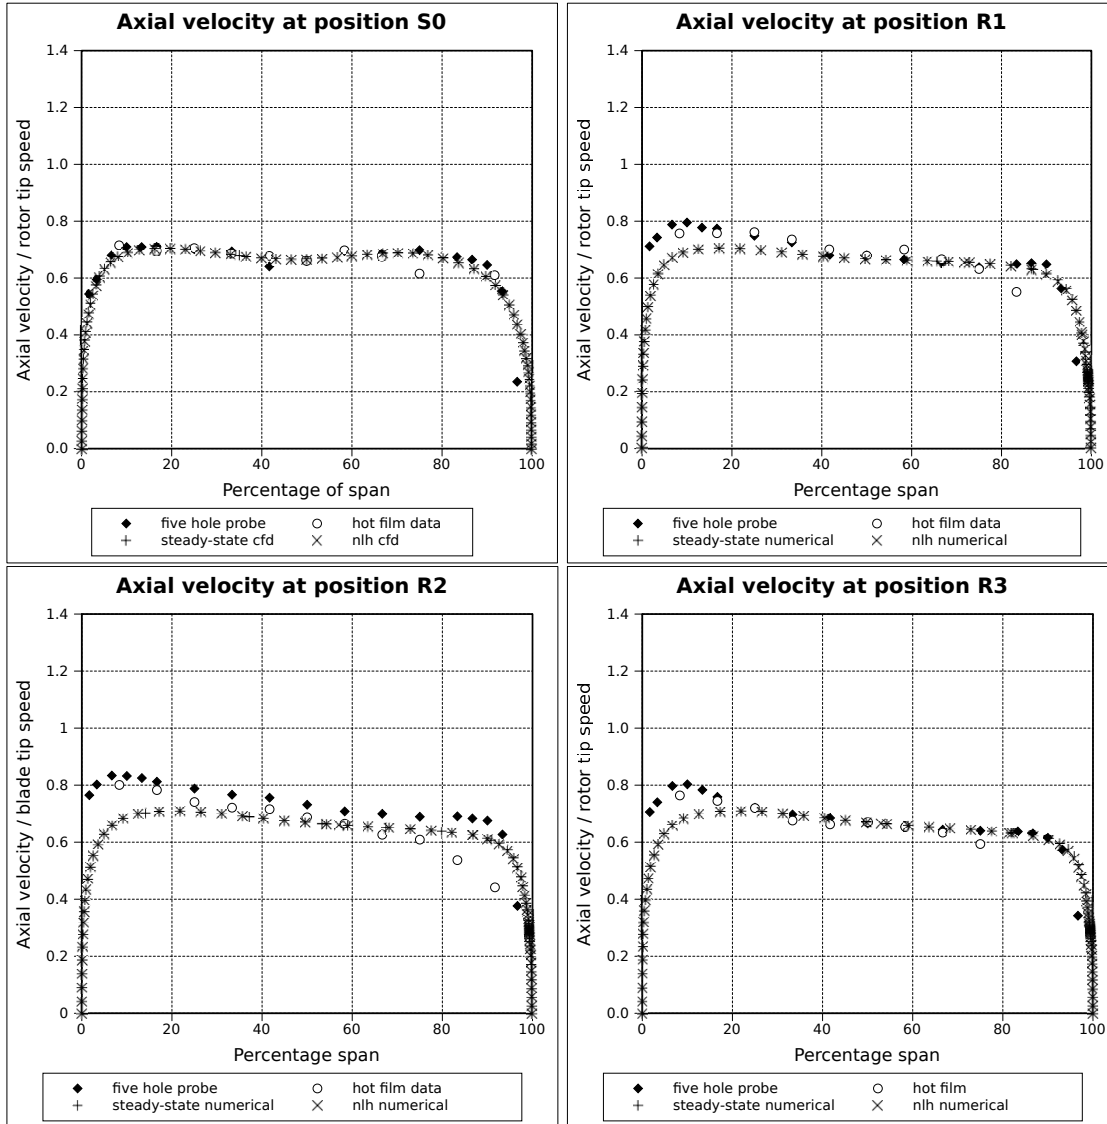 Axial velocity at position S0
1.4
1.2
1
0.8
0.6
0.4
0.2
0.0
0 20 40 60 80 100
Axial velocity / rotor tip speed
Percentage of span
five hole probe hot film data
steady-state cfd nlh cfd
Axial velocity at position R1
1.4
1.2
1
0.8
0.6
0.4
0.2
0.0
0 20 40 60 80 100
Axial velocity / rotor tip speed
Percentage span
five hole probe hot film data
steady-state numerical nlh numerical
Axial velocity at position R2
1.4
1.2
1
0.8
0.6
0.4
0.2
0
0 20 40 60 80 100
Axial velocity / blade tip speed
Percentage span
five hole probe hot film data
steady-state numerical nlh numerical
Axial velocity at position R3
1.4
1.2
1
0.8
0.6
0.4
0.2
0
0 20 40 60 80 100
Axial velocity / rotor tip speed
Percentage span
five hole probe hot film
steady-state numerical nlh numerical